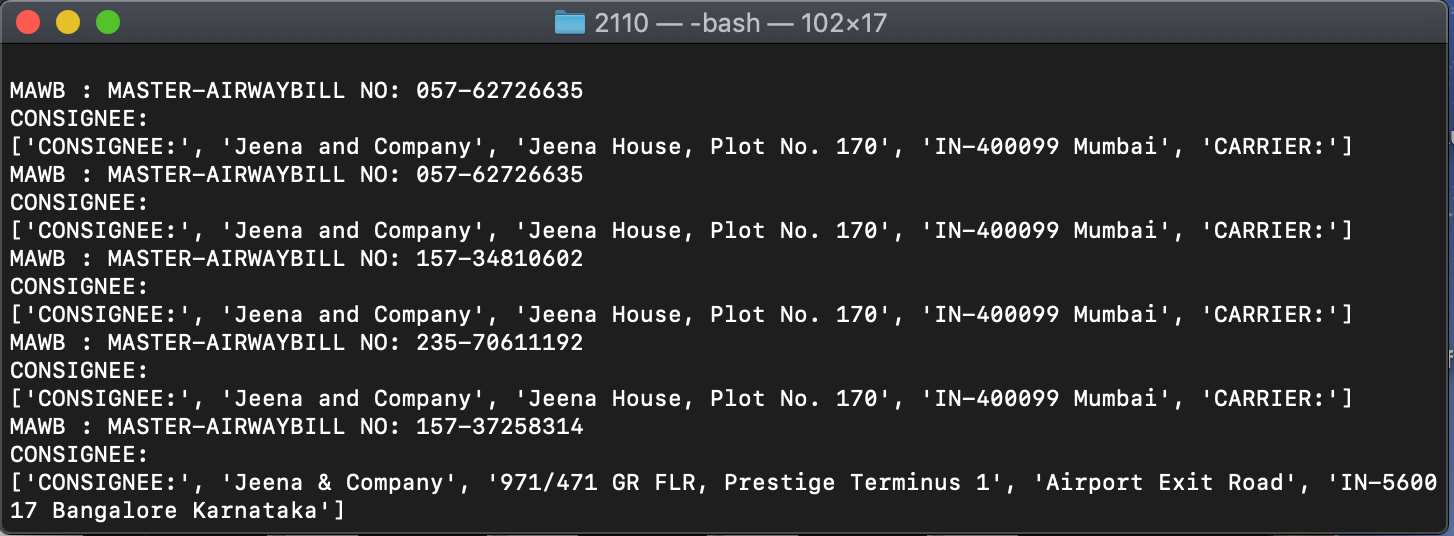 2110 — -bash — 102×17
MAWB : MASTER-AIRWAYBILL NO: 057-62726635
CONSIGNEE:
['CONSIGNEE:', 'Jeena and Company', 'Jeena House, Plot No. 170', 'IN-400099 Mumbai', 'CARRIER:']
MAWB : MASTER-AIRWAYBILL NO: 057-62726635
CONSIGNEE:
['CONSIGNEE:', 'Jeena and Company', 'Jeena House, Plot No. 170', 'IN-400099 Mumbai', 'CARRIER:']
MAWB : MASTER-AIRWAYBILL NO: 157-34810602
CONSIGNEE:
['CONSIGNEE:', 'Jeena and Company', 'Jeena House, Plot No. 170', 'IN-400099 Mumbai', 'CARRIER:']
MAWB : MASTER-AIRWAYBILL NO: 235-70611192
CONSIGNEE:
['CONSIGNEE:', 'Jeena and Company', 'Jeena House, Plot No. 170', 'IN-400099 Mumbai', 'CARRIER:']
MAWB : MASTER-AIRWAYBILL NO: 157-37258314
CONSIGNEE:
['CONSIGNEE:', 'Jeena & Company', '971/471 GR FLR, Prestige Terminus 1', 'Airport Exit Road', 'IN-5600
17 Bangalore Karnataka']